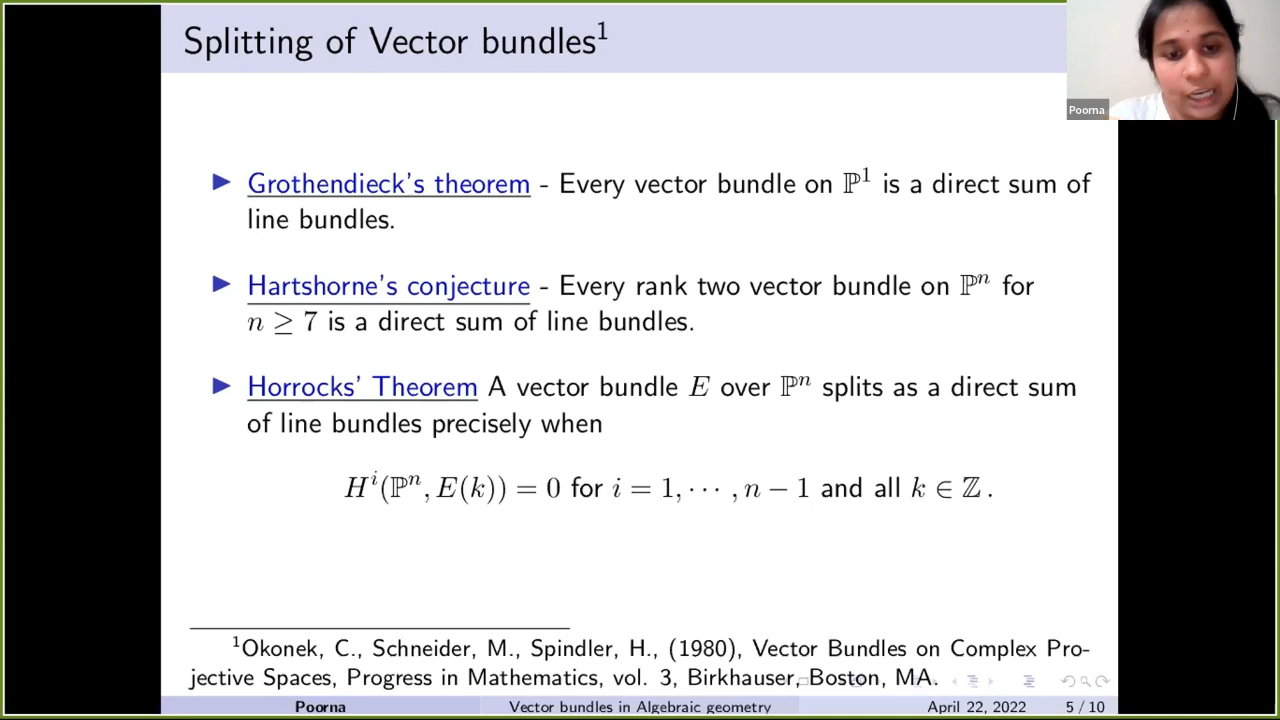 Splitting of Vector bundles¹
Poorna
▶ Grothendieck's theorem - Every vector bundle on ℙ¹ is a direct sum of
line bundles.
▶ Hartshorne's conjecture - Every rank two vector bundle on ℙⁿ for
n ≥ 7 is a direct sum of line bundles.
▶ Horrocks' Theorem A vector bundle E over ℙⁿ splits as a direct sum
of line bundles precisely when
Hⁱ(ℙⁿ, E(k)) = 0 for i = 1, ⋯ , n − 1 and all k ∈ ℤ .
¹Okonek, C., Schneider, M., Spindler, H., (1980), Vector Bundles on Complex Pro-
jective Spaces, Progress in Mathematics, vol. 3, Birkhauser, Boston, MA.
Poorna Vector bundles in Algebraic geometry April 22, 2022 5 / 10